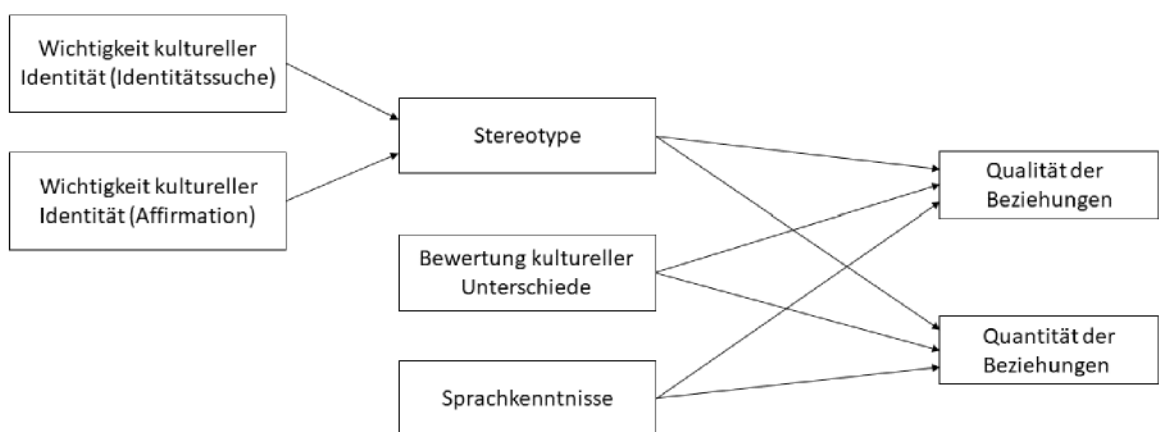 Wichtigkeit kultureller
Identität (Identitätssuche)
Wichtigkeit kultureller
Identität (Affirmation)
Stereotype
Bewertung kultureller
Unterschiede
Sprachkenntnisse
Qualität der
Beziehungen
Quantität der
Beziehungen